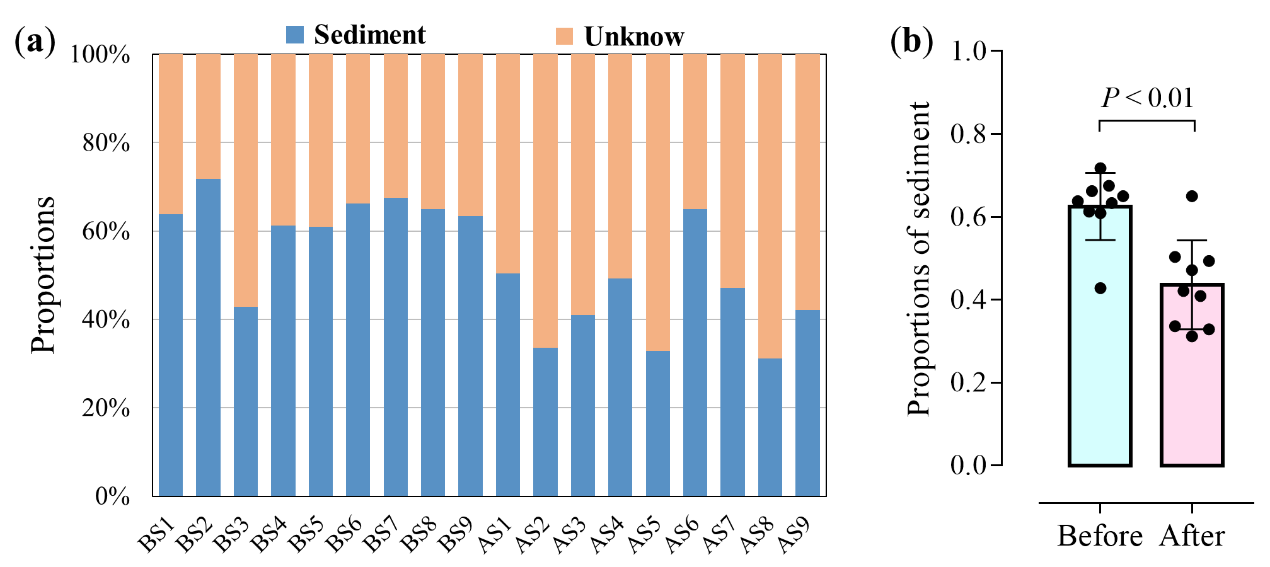 (a)
Sediment
Unknow
100%
80%
60%
40%
20%
0%
Proportions
BS1
BS2
BS3
BS4
BS5
BS6
BS7
BS8
BS9
AS1
AS2
AS3
AS4
AS5
AS6
AS7
AS8
AS9
(b)
P < 0.01
1.0
0.8
0.6
0.4
0.2
0.0
Proportions of sediment
Before
After